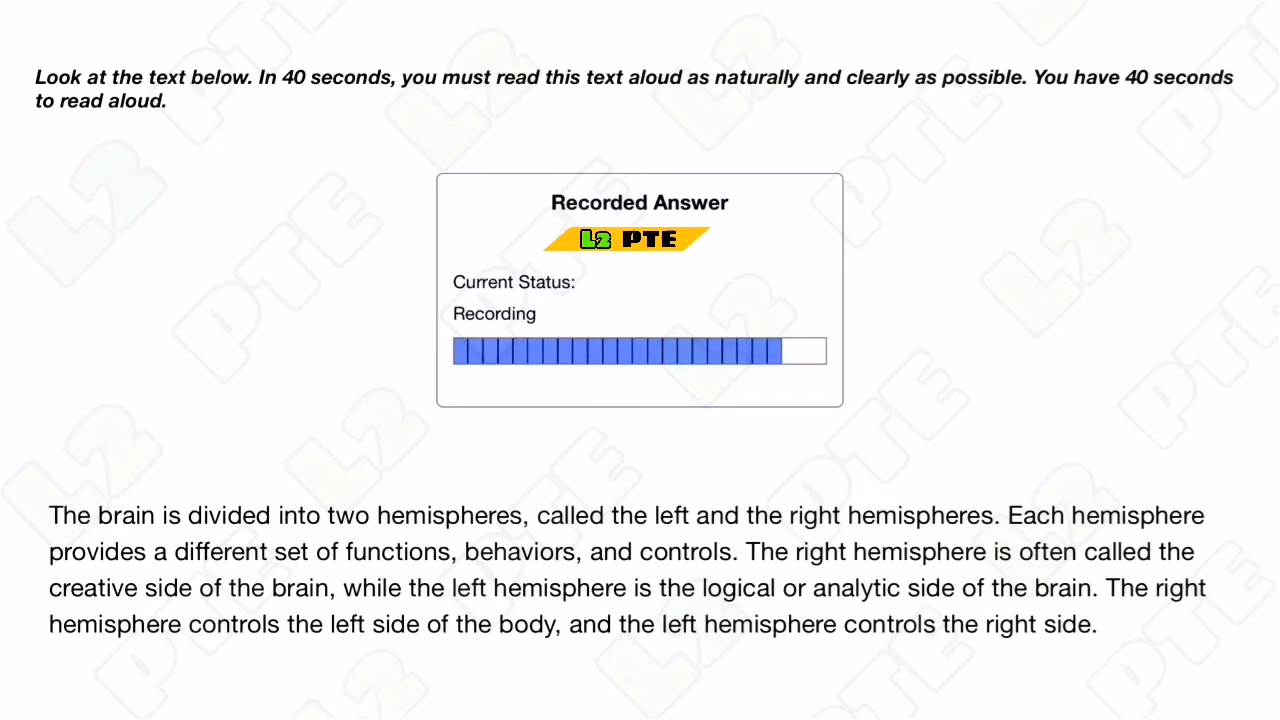 Look at the text below. In 40 seconds, you must read this text aloud as naturally and clearly as possible. You have 40 seconds
to read aloud.
Recorded Answer
L2 PTE
Current Status:
Recording
The brain is divided into two hemispheres, called the left and the right hemispheres. Each hemisphere
provides a different set of functions, behaviors, and controls. The right hemisphere is often called the
creative side of the brain, while the left hemisphere is the logical or analytic side of the brain. The right
hemisphere controls the left side of the body, and the left hemisphere controls the right side.